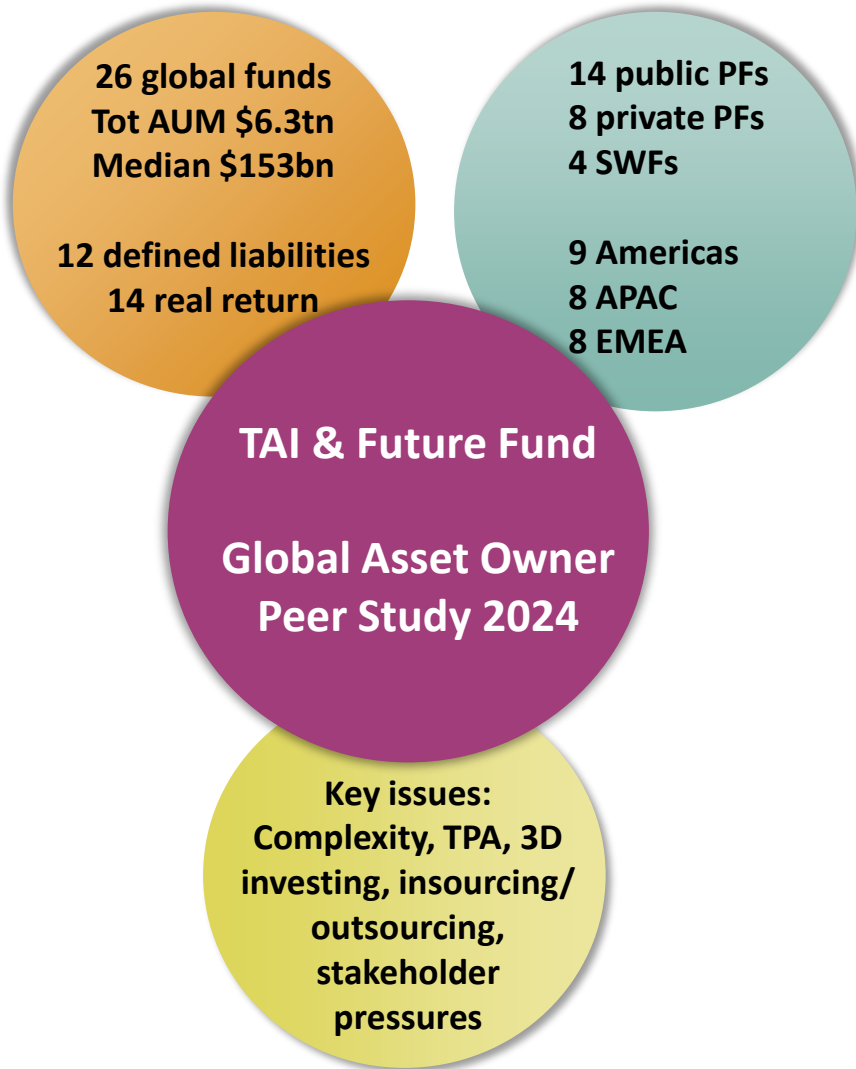 26 global funds
Tot AUM $6.3tn
Median $153bn
12 defined liabilities
14 real return
14 public PFs
8 private PFs
4 SWFs
9 Americas
8 APAC
8 EMEA
TAI & Future Fund
Global Asset Owner
Peer Study 2024
Key issues:
Complexity, TPA, 3D
investing, insourcing/
outsourcing,
stakeholder
pressures